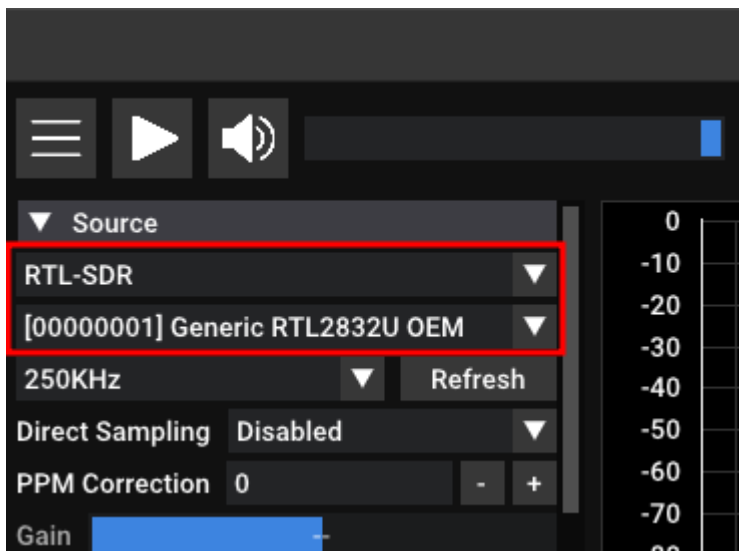 Source
0
RTL-SDR
-10
[00000001] Generic RTL2832U OEM
-20
-30
250KHz
Refresh
-40
Direct Sampling
Disabled
-50
PPM Correction
0
-
+
-60
-70
Gain
--